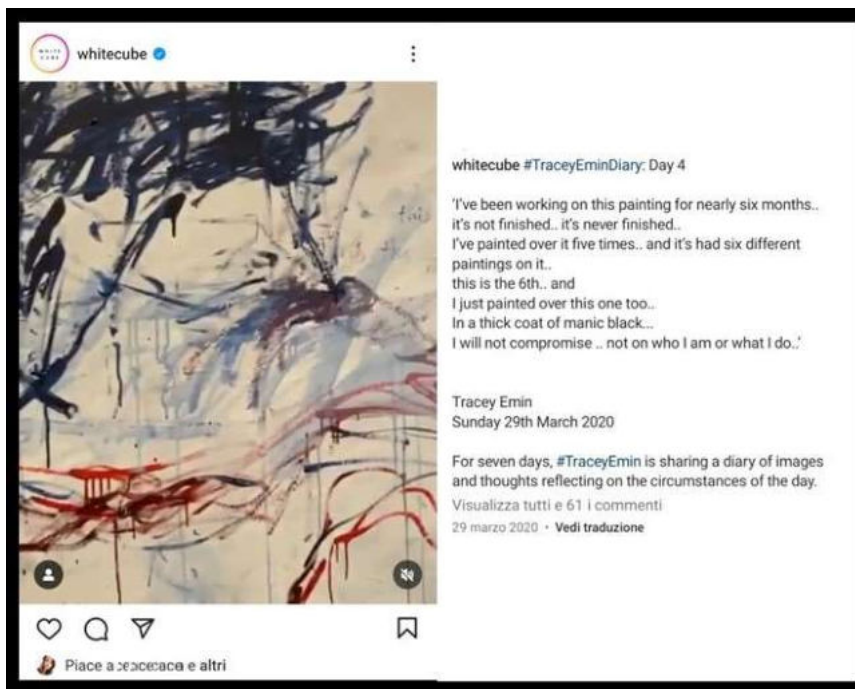 WHITE
CUBE
whitecube
whitecube #TraceyEminDiary: Day 4
'I've been working on this painting for nearly six months..
it's not finished.. it's never finished..
I've painted over it five times.. and it's had six different
paintings on it..
this is the 6th.. and
I just painted over this one too..
In a thick coat of manic black...
I will not compromise .. not on who I am or what I do..'
Tracey Emin
Sunday 29th March 2020
For seven days, #TraceyEmin is sharing a diary of images
and thoughts reflecting on the circumstances of the day.
Visualizza tutti e 61 i commenti
29 marzo 2020 • Vedi traduzione
Piace a e altri